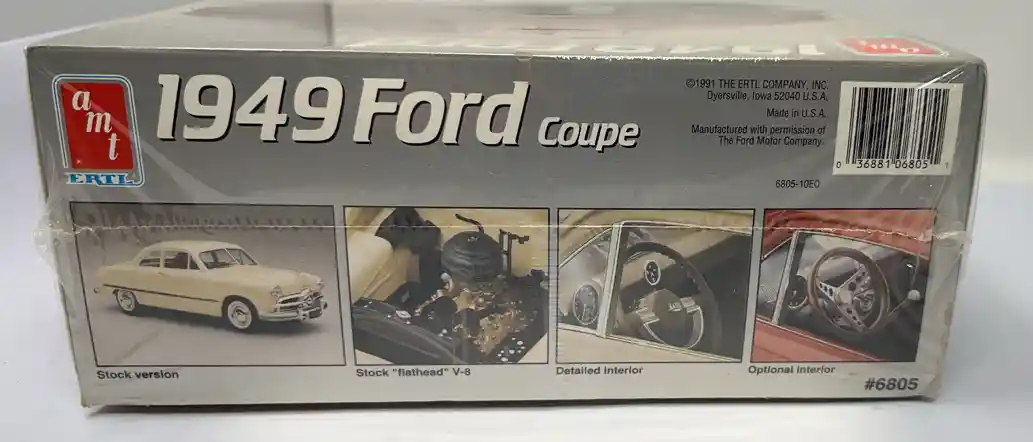 1949 F
amt
amt
ERTL
1949 Ford Coupe
©1991 THE ERTL COMPANY, INC.
Dyersville, Iowa 52040 U.S.A.
Made in U.S.A.
Manufactured with permission of
The Ford Motor Company.
0 36881 06805 1
6805-10EO
Stock version
Stock "flathead" V-8
Detailed interior
Optional interior
#6805